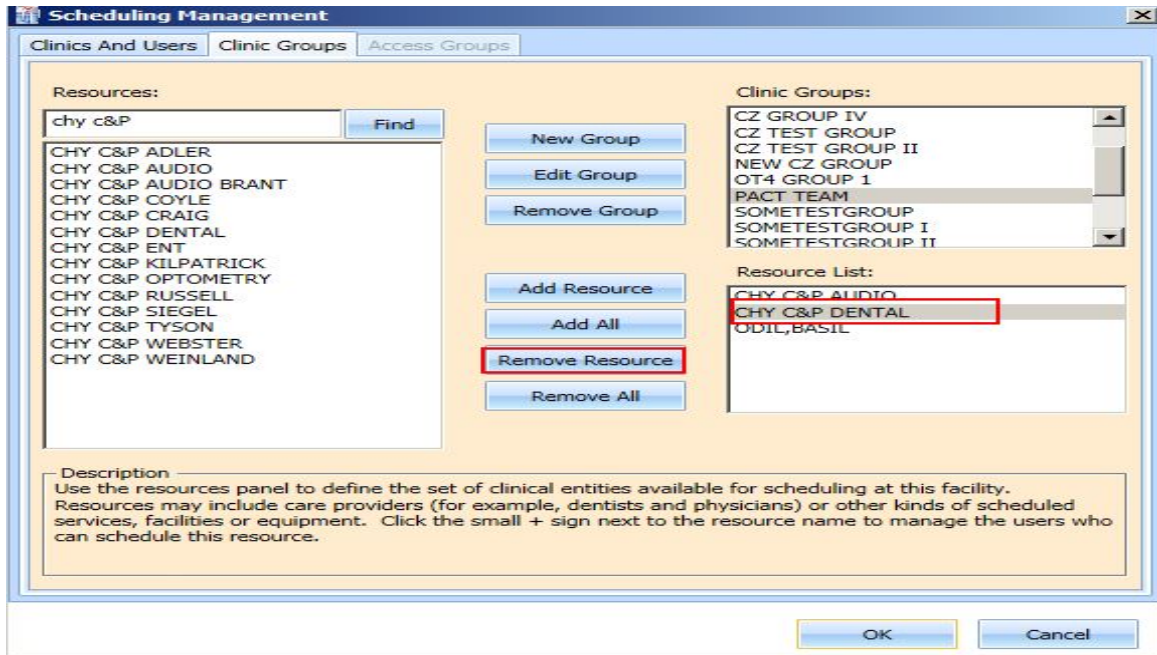 Scheduling Management
Clinics And Users
Clinic Groups
Access Groups
Resources:
chy c&P
Find
CHY C&P ADLER
CHY C&P AUDIO
CHY C&P AUDIO BRANT
CHY C&P COYLE
CHY C&P CRAIG
CHY C&P DENTAL
CHY C&P ENT
CHY C&P KILPATRICK
CHY C&P OPTOMETRY
CHY C&P RUSSELL
CHY C&P SIEGEL
CHY C&P TYSON
CHY C&P WEBSTER
CHY C&P WEINLAND
New Group
Edit Group
Remove Group
Add Resource
Add All
Remove Resource
Remove All
Clinic Groups:
CZ GROUP IV
CZ TEST GROUP
CZ TEST GROUP II
NEW CZ GROUP
OT4 GROUP 1
PACT TEAM
SOMETESTGROUP
SOMETESTGROUP I
SOMETESTGROUP II
Resource List:
CHY C&P AUDIO
CHY C&P DENTAL
ODIL,BASIL
Description
Use the resources panel to define the set of clinical entities available for scheduling at this facility.
Resources may include care providers (for example, dentists and physicians) or other kinds of scheduled
services, facilities or equipment. Click the small + sign next to the resource name to manage the users who
can schedule this resource.
OK
Cancel